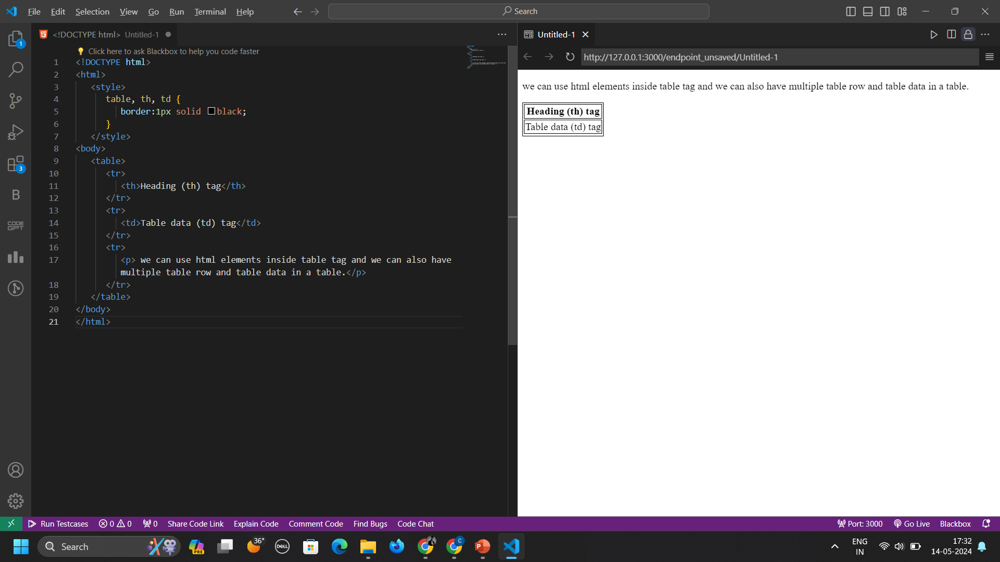 File Edit Selection View Go Run Terminal Help
Search
<!DOCTYPE html> Untitled-1
Untitled-1
http://127.0.0.1:3000/endpoint_unsaved/Untitled-1
1
3
B
CODE
GPT
Click here to ask Blackbox to help you code faster
1 <!DOCTYPE html>
2 <html>
3 <style>
4 table, th, td {
5 border:1px solid black;
6 }
7 </style>
8 <body>
9 <table>
10 <tr>
11 <th>Heading (th) tag</th>
12 </tr>
13 <tr>
14 <td>Table data (td) tag</td>
15 </tr>
16 <tr>
17 <p> we can use html elements inside table tag and we can also have
multiple table row and table data in a table.</p>
18 </tr>
19 </table>
20 </body>
21 </html>
we can use html elements inside table tag and we can also have multiple table row and table data in a table.
Heading (th) tag
Table data (td) tag
Run Testcases 0 0 0 Share Code Link Explain Code Comment Code Find Bugs Code Chat
Port: 3000 Go Live Blackbox
Search
PRE
36°
DELL
C
P
ENG
IN
17:32
14-05-2024